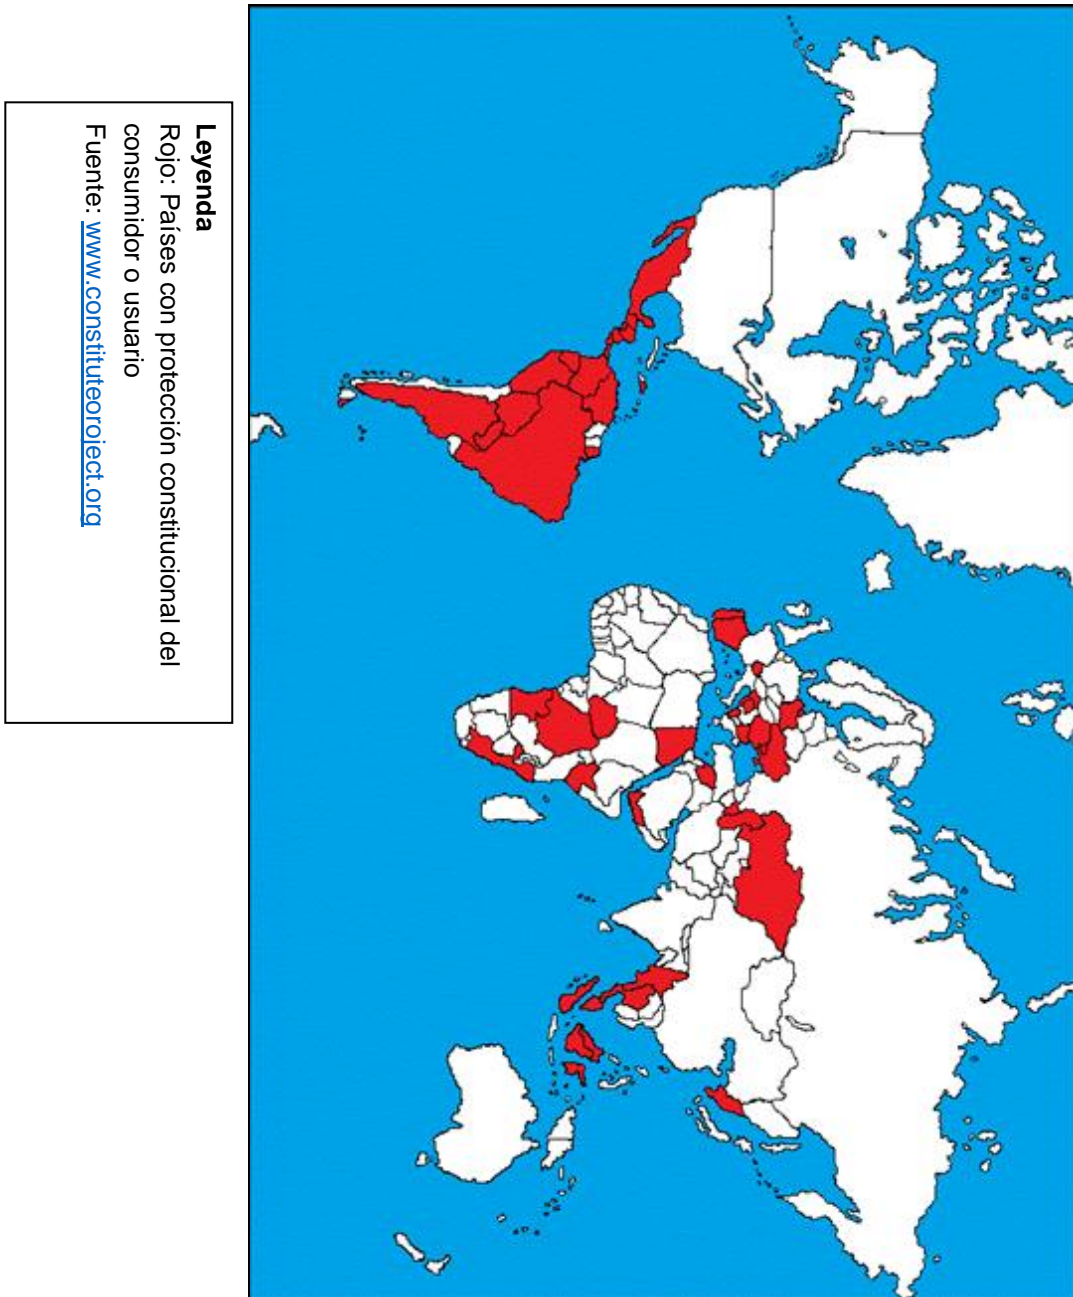 Leyenda
Rojo: Países con protección constitucional del
consumidor o usuario
Fuente: www.constituteoroject.org